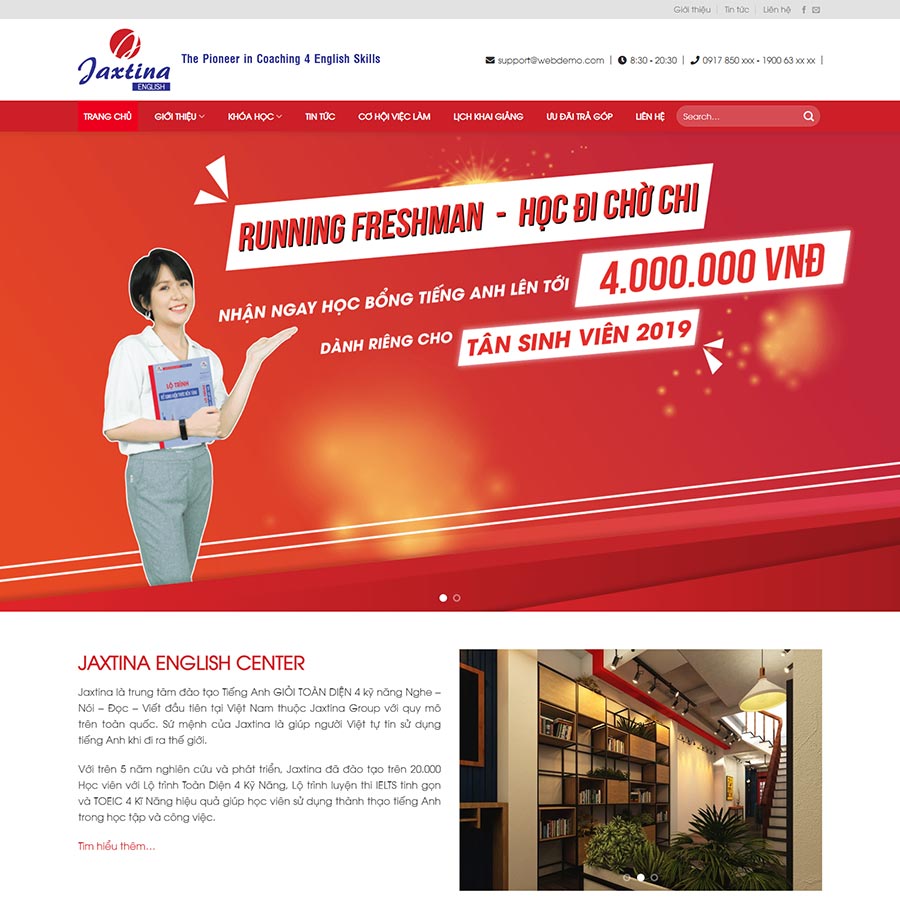 Giới thiệu
Tin tức
Liên hệ
Jaxtina
ENGLISH
The Pioneer in Coaching 4 English Skills
support@webdemo.com
8:30 - 20:30
0917 850 xxx - 1900 63 xx xx
TRANG CHỦ
GIỚI THIỆU
KHÓA HỌC
TIN TỨC
CƠ HỘI VIỆC LÀM
LỊCH KHAI GIẢNG
ƯU ĐÃI TRẢ GÓP
LIÊN HỆ
Search...
RUNNING FRESHMAN - HỌC ĐI CHỜ CHI
NHẬN NGAY HỌC BỔNG TIẾNG ANH LÊN TỚI 4.000.000 VNĐ
DÀNH RIÊNG CHO TÂN SINH VIÊN 2019
LỘ TRÌNH
JAXTINA ENGLISH CENTER
Jaxtina là trung tâm đào tạo Tiếng Anh GIỎI TOÀN DIỆN 4 kỹ năng Nghe –
Nói – Đọc – Viết đầu tiên tại Việt Nam thuộc Jaxtina Group với quy mô
trên toàn quốc. Sứ mệnh của Jaxtina là giúp người Việt tự tin sử dụng
tiếng Anh khi đi ra thế giới.
Với trên 5 năm nghiên cứu và phát triển, Jaxtina đã đào tạo trên 20.000
Học viên với Lộ trình Toàn Diện 4 Kỹ Năng, Lộ trình luyện thi IELTS tinh gọn
và TOEIC 4 Kĩ Năng hiệu quả giúp học viên sử dụng thành thạo tiếng Anh
trong học tập và công việc.
Tìm hiểu thêm...